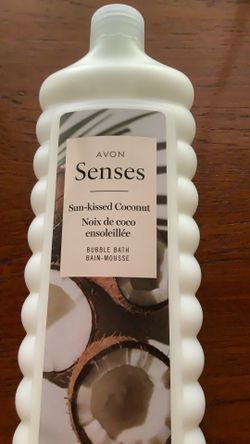 AVON
Senses
Sun-kissed Coconut
Noix de coco
ensoleillée
BUBBLE BATH
BAIN-MOUSSE